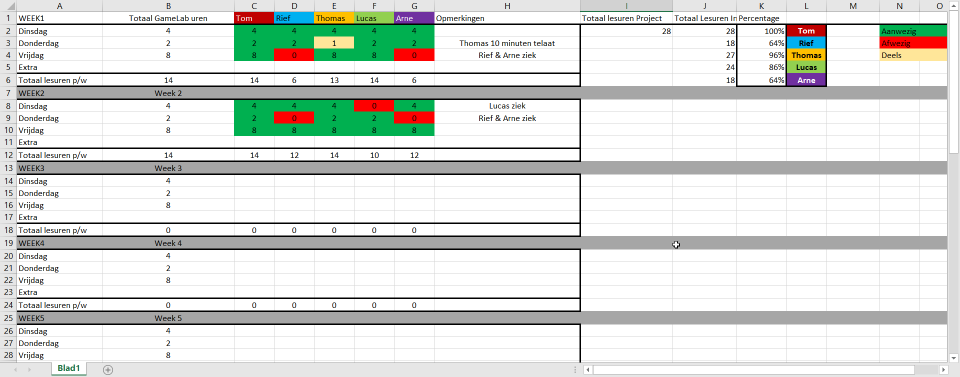 A B C D E F G H I J K L M N O
1 WEEK1 Totaal GameLab uren Tom Rief Thomas Lucas Arne Opmerkingen Totaal lesuren Project Totaal Lesuren In Percentage
2 Dinsdag 4 4 4 4 4 4 28 28 100% Tom Aanwezig
3 Donderdag 2 2 2 1 2 2 Thomas 10 minuten telaat 18 64% Rief Afwezig
4 Vrijdag 8 8 0 8 8 0 Rief & Arne ziek 27 96% Thomas Deels
5 Extra 24 86% Lucas
6 Totaal lesuren p/w 14 14 6 13 14 6 18 64% Arne
7 WEEK2 Week 2
8 Dinsdag 4 4 4 4 0 4 Lucas ziek
9 Donderdag 2 2 0 2 2 0 Rief & Arne ziek
10 Vrijdag 8 8 8 8 8 8
11 Extra
12 Totaal lesuren p/w 14 14 12 14 10 12
13 WEEK3 Week 3
14 Dinsdag 4
15 Donderdag 2
16 Vrijdag 8
17 Extra
18 Totaal lesuren p/w 0 0 0 0 0 0
19 WEEK4 Week 4
20 Dinsdag 4
21 Donderdag 2
22 Vrijdag 8
23 Extra
24 Totaal lesuren p/w 0 0 0 0 0 0
25 WEEK5 Week 5
26 Dinsdag 4
27 Donderdag 2
28 Vrijdag 8
Blad1